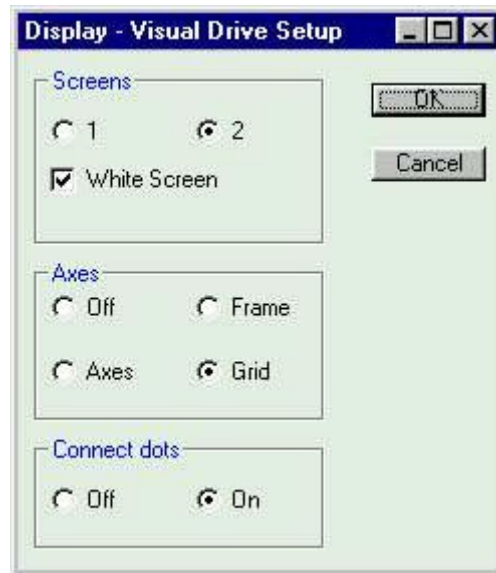 Display - Visual Drive Setup
Screens
1 2
White Screen
OK
Cancel
Axes
Off Frame
Axes Grid
Connect dots
Off On